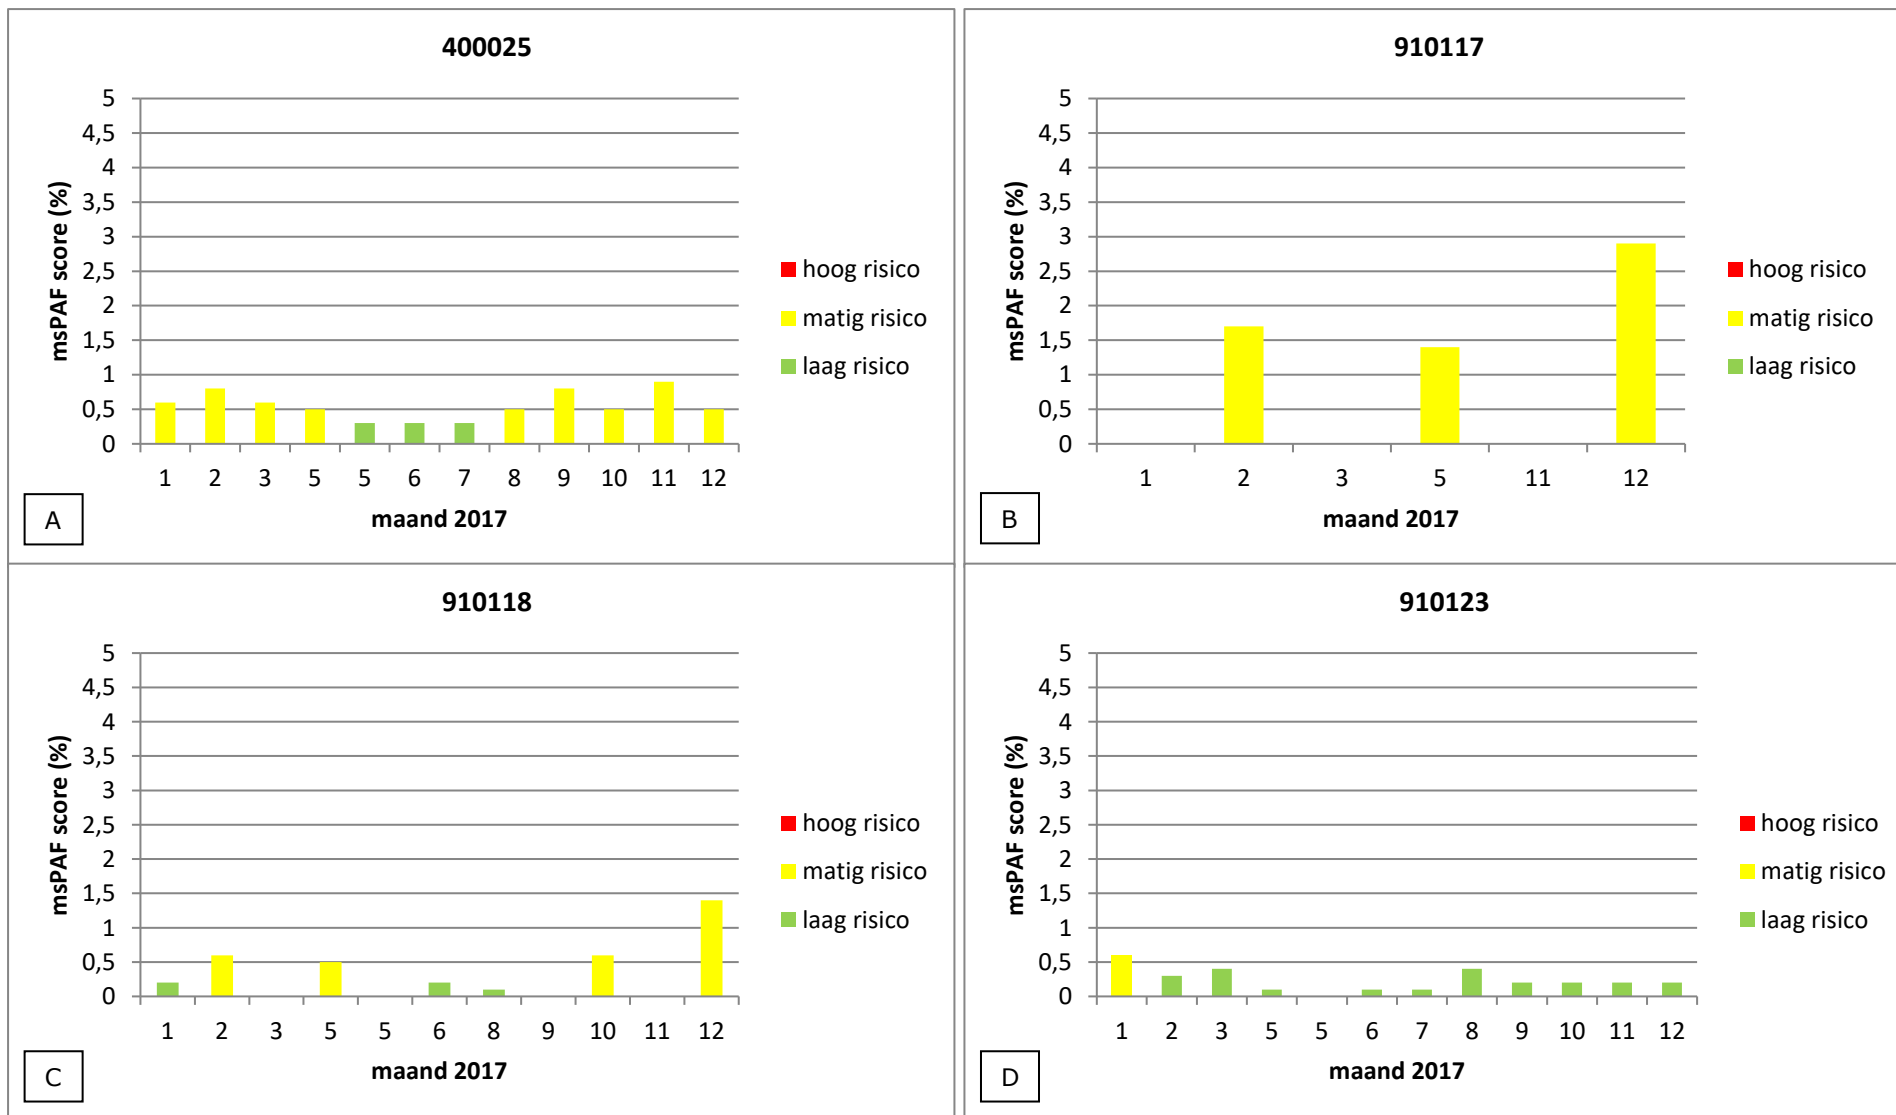 400025
msPAF score (%)
5
4,5
4
3,5
3
2,5
2
1,5
1
0,5
0
1 2 3 5 5 6 7 8 9 10 11 12
maand 2017
hoog risico
matig risico
laag risico
A
910117
msPAF score (%)
5
4,5
4
3,5
3
2,5
2
1,5
1
0,5
0
1 2 3 5 11 12
maand 2017
hoog risico
matig risico
laag risico
B
910118
msPAF score (%)
5
4,5
4
3,5
3
2,5
2
1,5
1
0,5
0
1 2 3 5 5 6 8 9 10 11 12
maand 2017
hoog risico
matig risico
laag risico
C
910123
msPAF score (%)
5
4,5
4
3,5
3
2,5
2
1,5
1
0,5
0
1 2 3 5 5 6 7 8 9 10 11 12
maand 2017
hoog risico
matig risico
laag risico
D